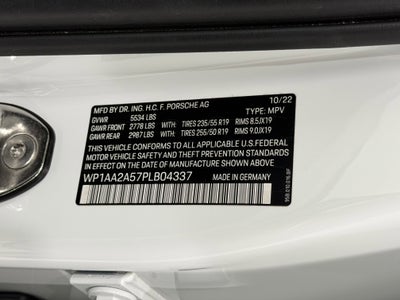 MFD BY DR. ING. H.C. F. PORSCHE AG 10/22
GVWR 5534 LBS TYPE: MPV
GAWR FRONT 2778 LBS WITH: TIRES 235/55 R19 RIMS 8.5JX19
GAWR REAR 2987 LBS WITH: TIRES 255/50 R19 RIMS 9.0JX19
THIS VEHICLE CONFORMS TO ALL APPLICABLE U.S. FEDERAL
MOTOR VEHICLE SAFETY AND THEFT PREVENTION STANDARDS
IN EFFECT ON THE DATE OF MANUFACTURE SHOWN ABOVE
WP1AA2A57PLB04337 MADE IN GERMANY